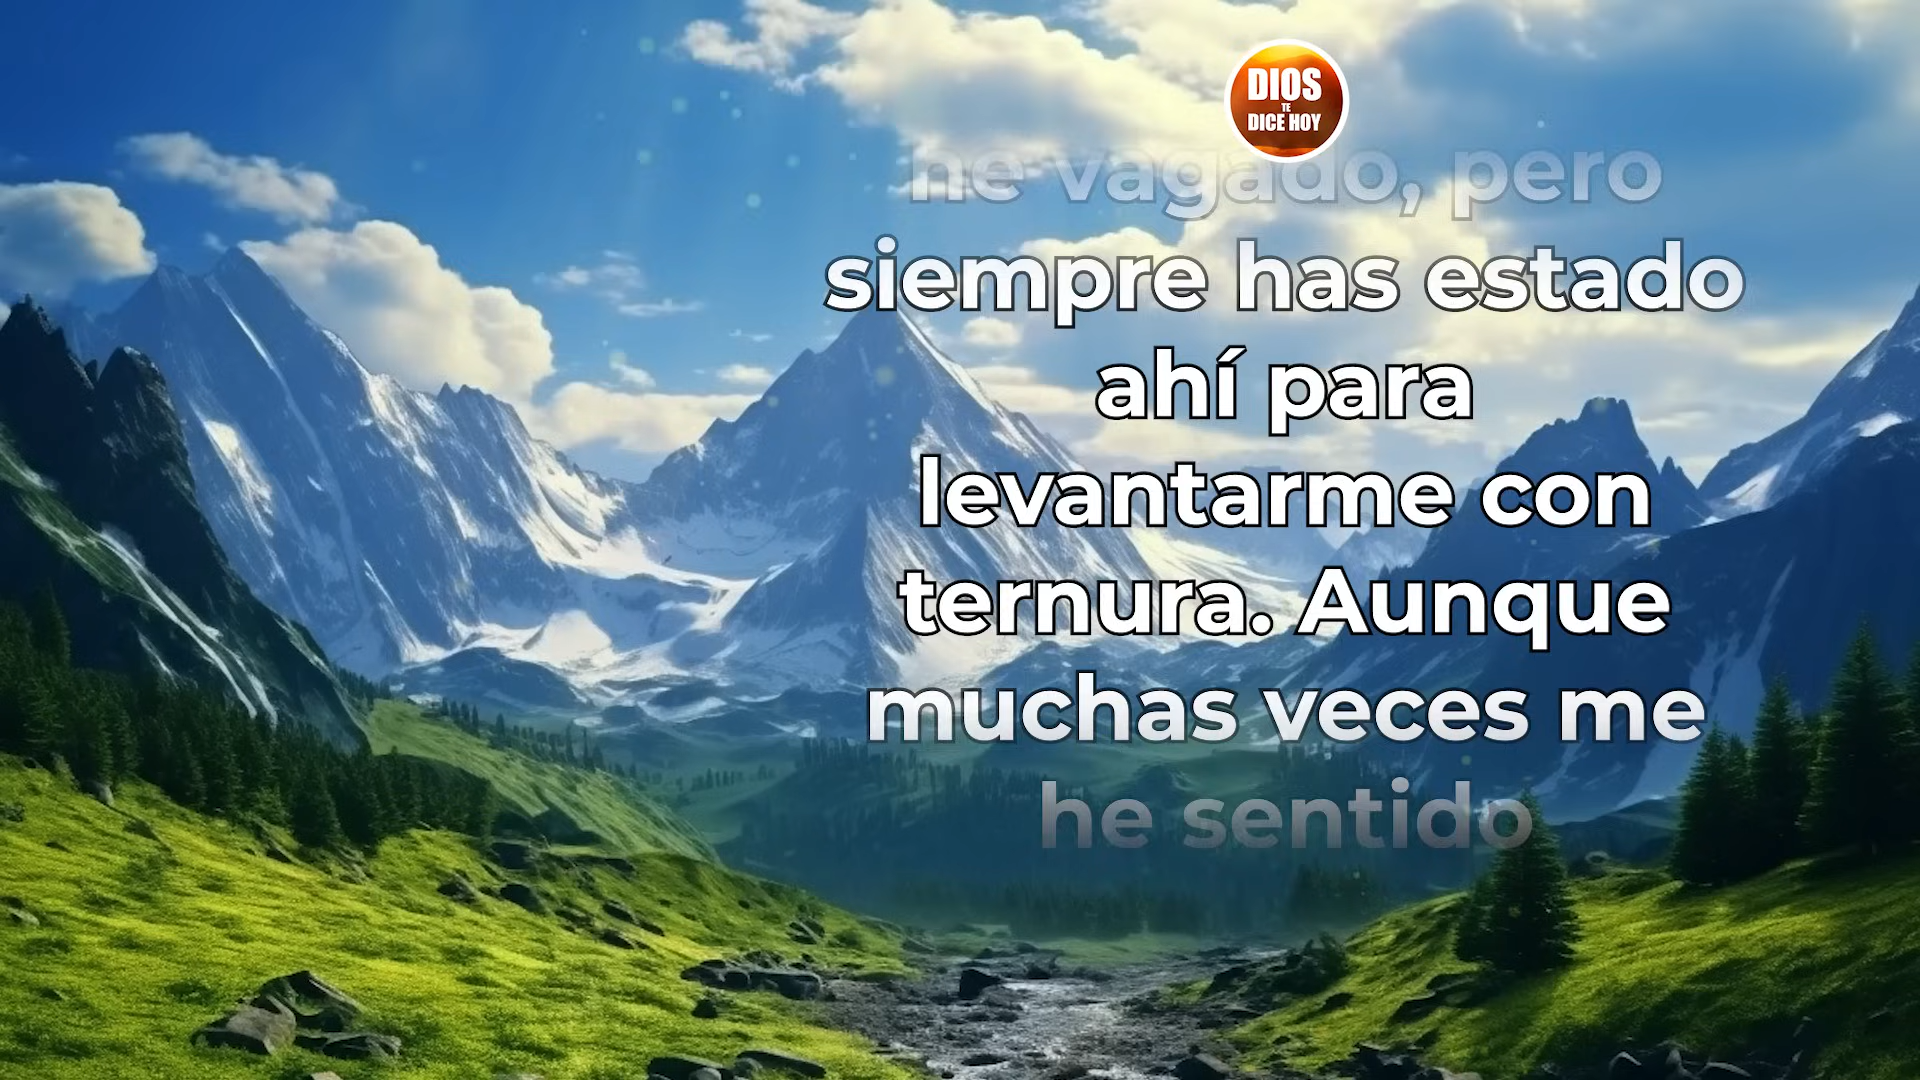 DIOS
TE
DICE HOY
he vagado, pero
siempre has estado
ahí para
levantarme con
ternura. Aunque
muchas veces me
he sentido